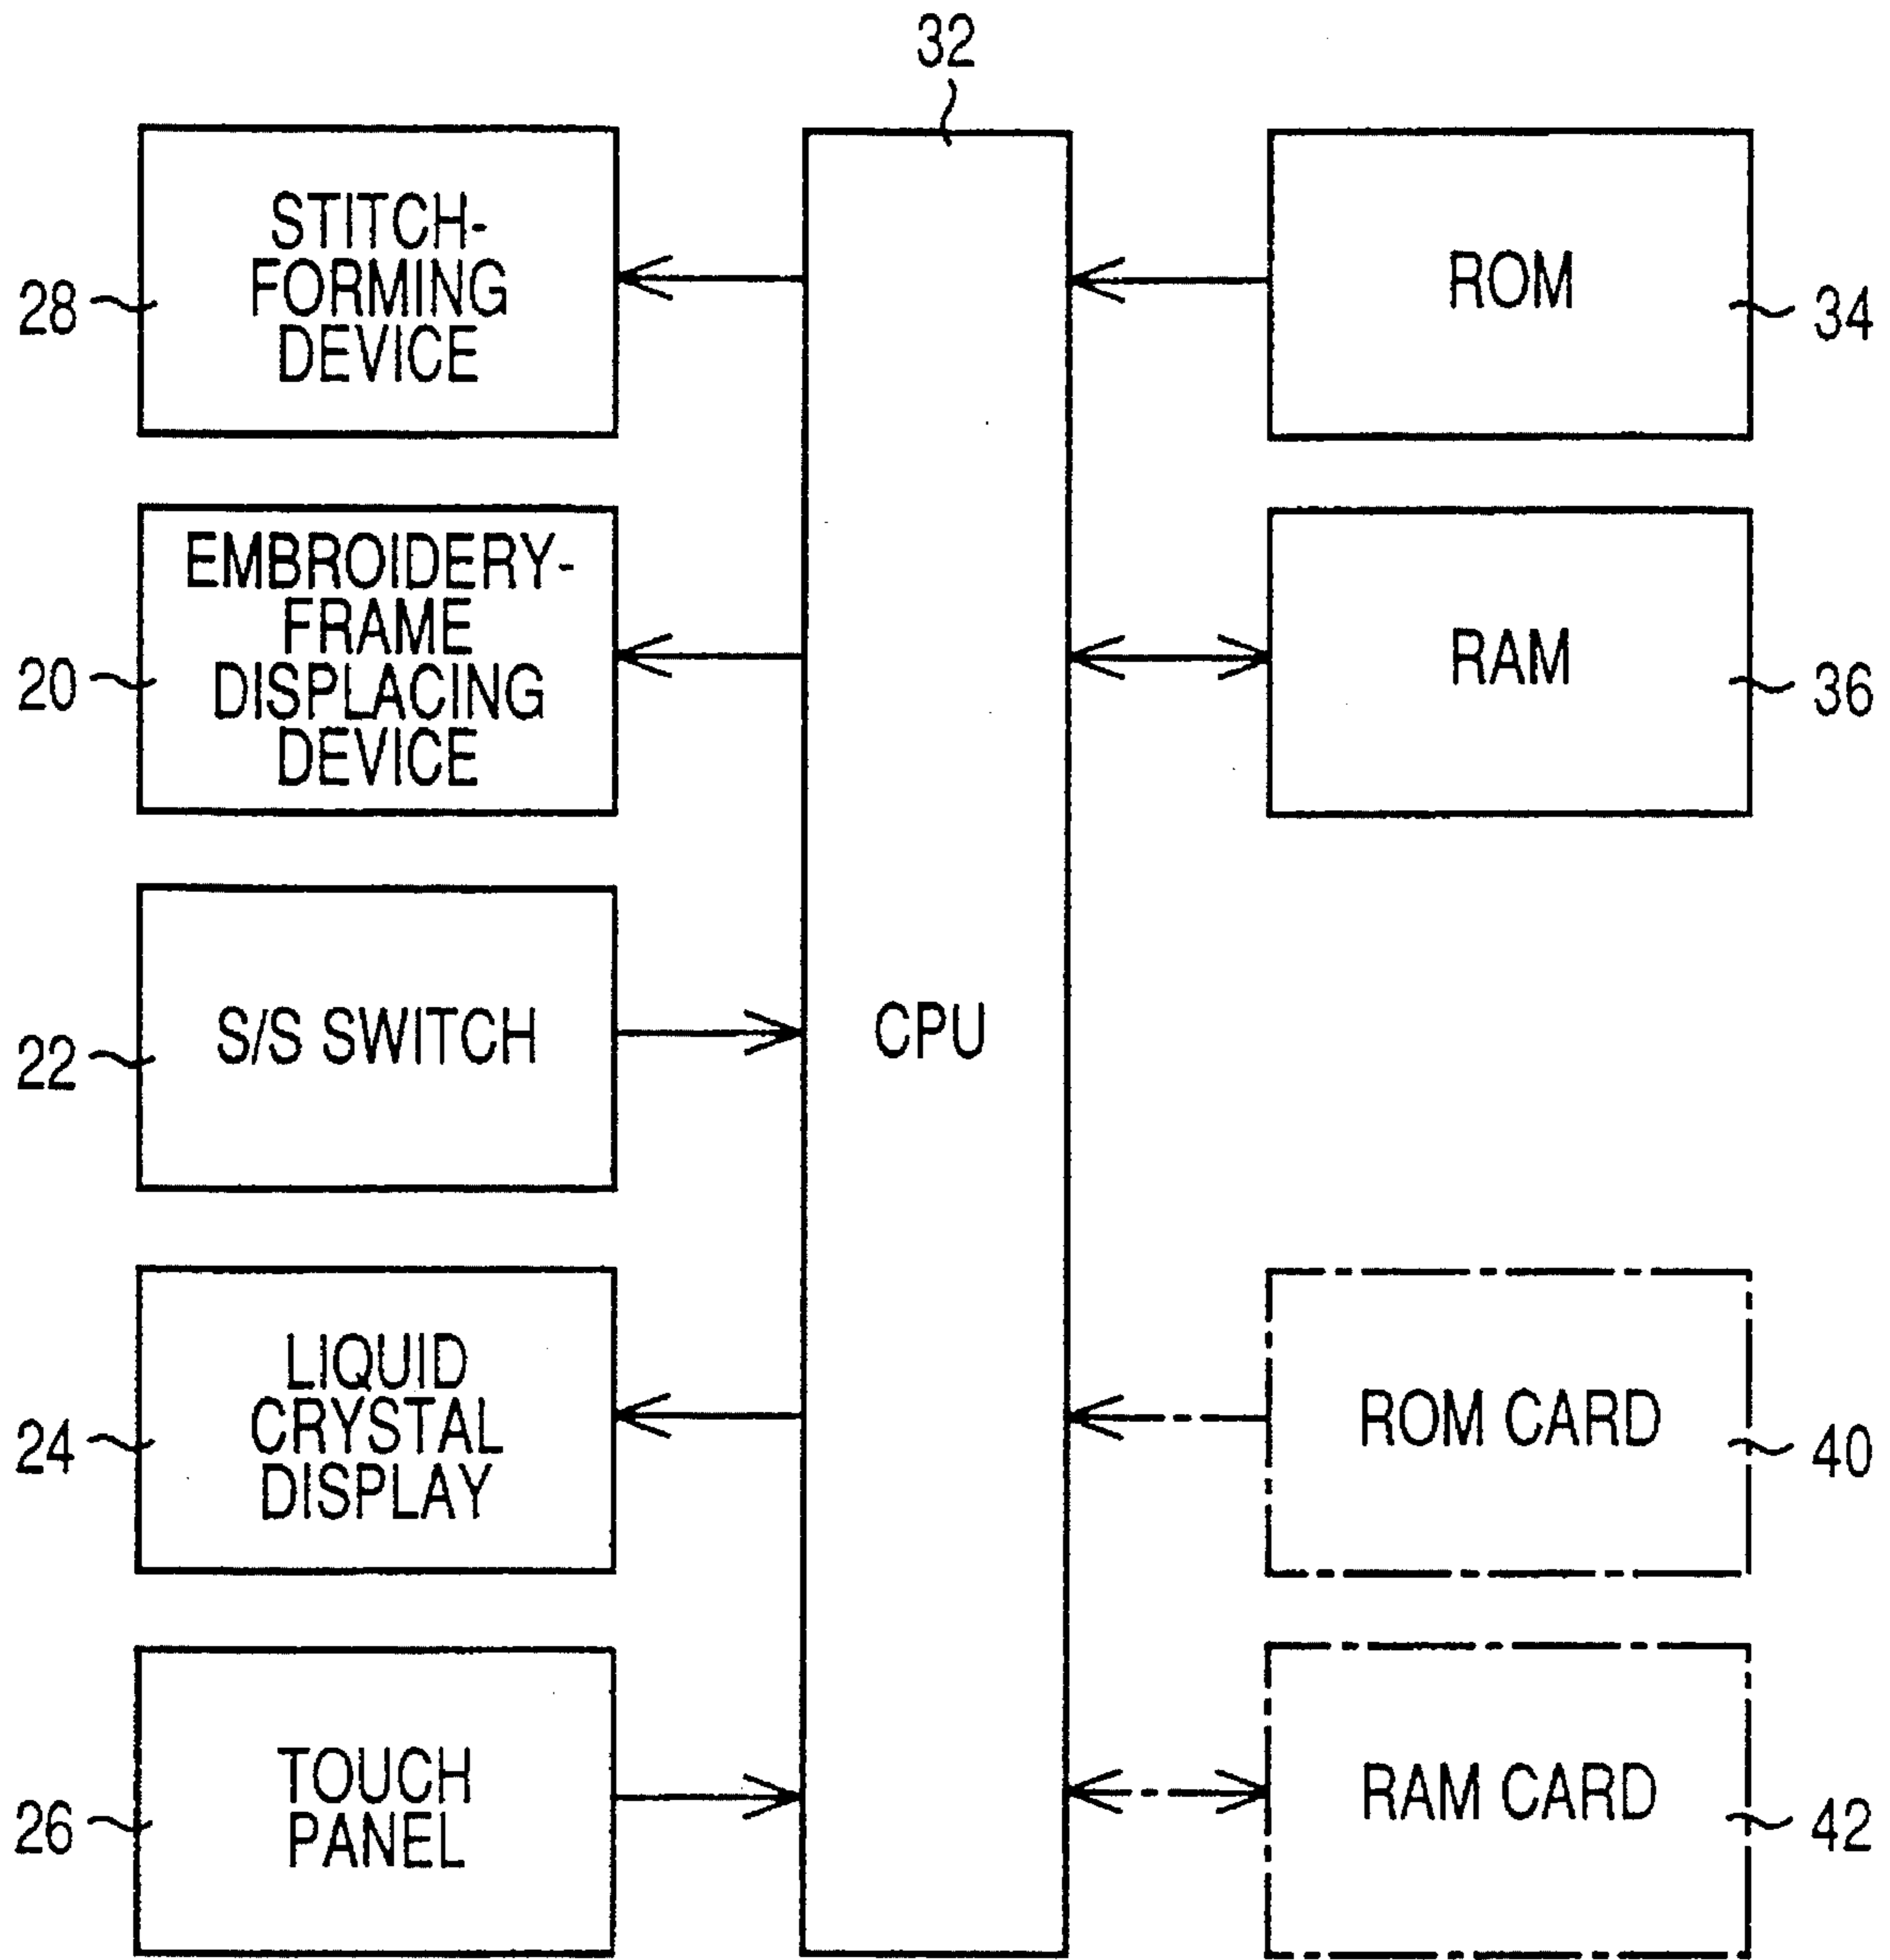 32
STITCH-
FORMING
DEVICE
28
EMBROIDERY-
FRAME
DISPLACING
DEVICE
20
S/S SWITCH
22
LIQUID
CRYSTAL
DISPLAY
24
TOUCH
PANEL
26
CPU
ROM
34
RAM
36
ROM CARD
40
RAM CARD
42